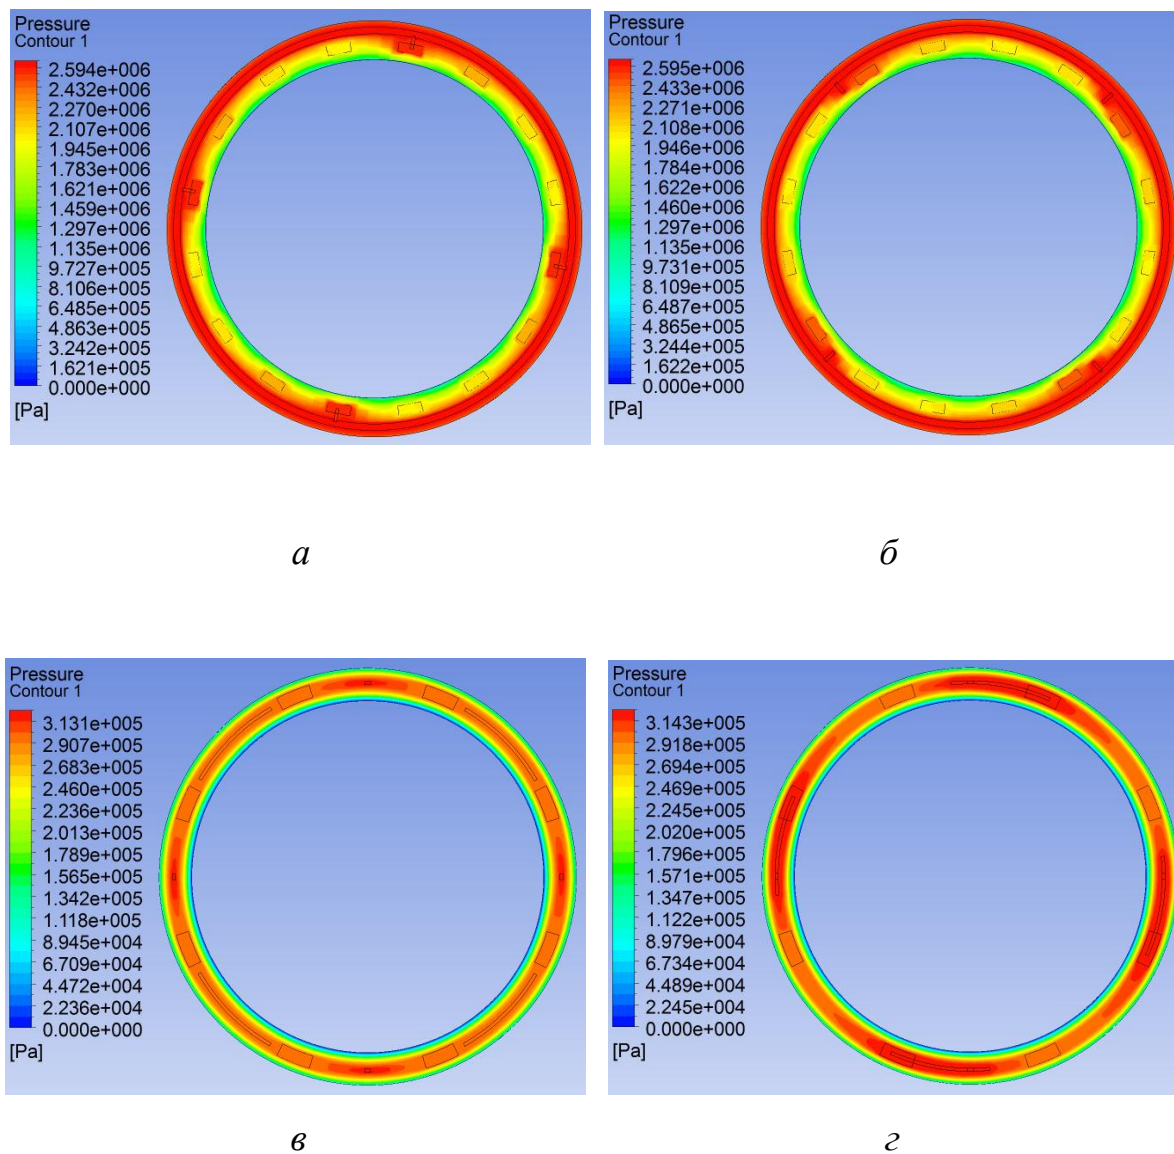 Pressure
Contour 1
2.594e+006
2.432e+006
2.270e+006
2.107e+006
1.945e+006
1.783e+006
1.621e+006
1.459e+006
1.297e+006
1.135e+006
9.727e+005
8.106e+005
6.485e+005
4.863e+005
3.242e+005
1.621e+005
0.000e+000
[Pa]
Pressure
Contour 1
2.595e+006
2.433e+006
2.271e+006
2.108e+006
1.946e+006
1.784e+006
1.622e+006
1.460e+006
1.297e+006
1.135e+006
9.731e+005
8.109e+005
6.487e+005
4.865e+005
3.244e+005
1.622e+005
0.000e+000
[Pa]
а
б
Pressure
Contour 1
3.131e+005
2.907e+005
2.683e+005
2.460e+005
2.236e+005
2.013e+005
1.789e+005
1.565e+005
1.342e+005
1.118e+005
8.945e+004
6.709e+004
4.472e+004
2.236e+004
0.000e+000
[Pa]
Pressure
Contour 1
3.143e+005
2.918e+005
2.694e+005
2.469e+005
2.245e+005
2.020e+005
1.796e+005
1.571e+005
1.347e+005
1.122e+005
8.979e+004
6.734e+004
4.489e+004
2.245e+004
0.000e+000
[Pa]
в
г